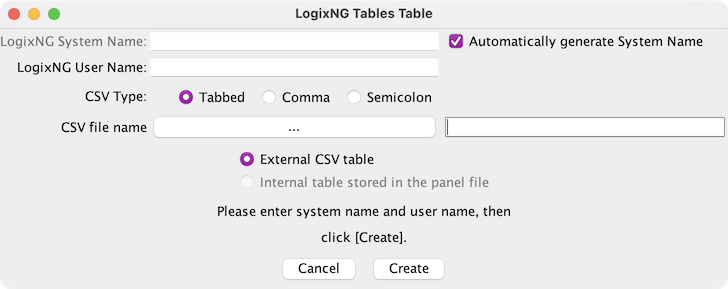 LogixNG Tables Table
LogixNG System Name: Automatically generate System Name
LogixNG User Name:
CSV Type: Tabbed Comma Semicolon
CSV file name ...
External CSV table
Internal table stored in the panel file
Please enter system name and user name, then
click [Create].
Cancel Create